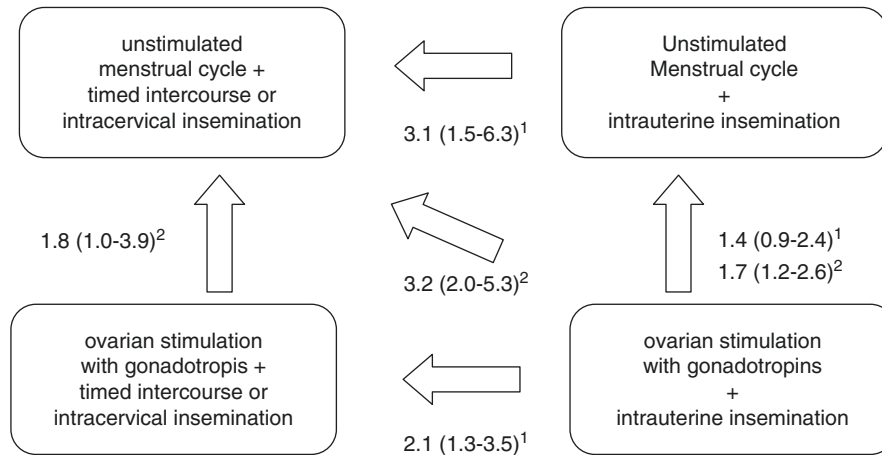 unstimulated
menstrual cycle +
timed intercourse or
intracervical insemination
Unstimulated
Menstrual cycle
+
intrauterine insemination
3.1 (1.5-6.3)¹
1.8 (1.0-3.9)²
3.2 (2.0-5.3)²
1.4 (0.9-2.4)¹
1.7 (1.2-2.6)²
ovarian stimulation
with gonadotropis +
timed intercourse or
intracervical insemination
ovarian stimulation
with gonadotropins
+
intrauterine insemination
2.1 (1.3-3.5)¹